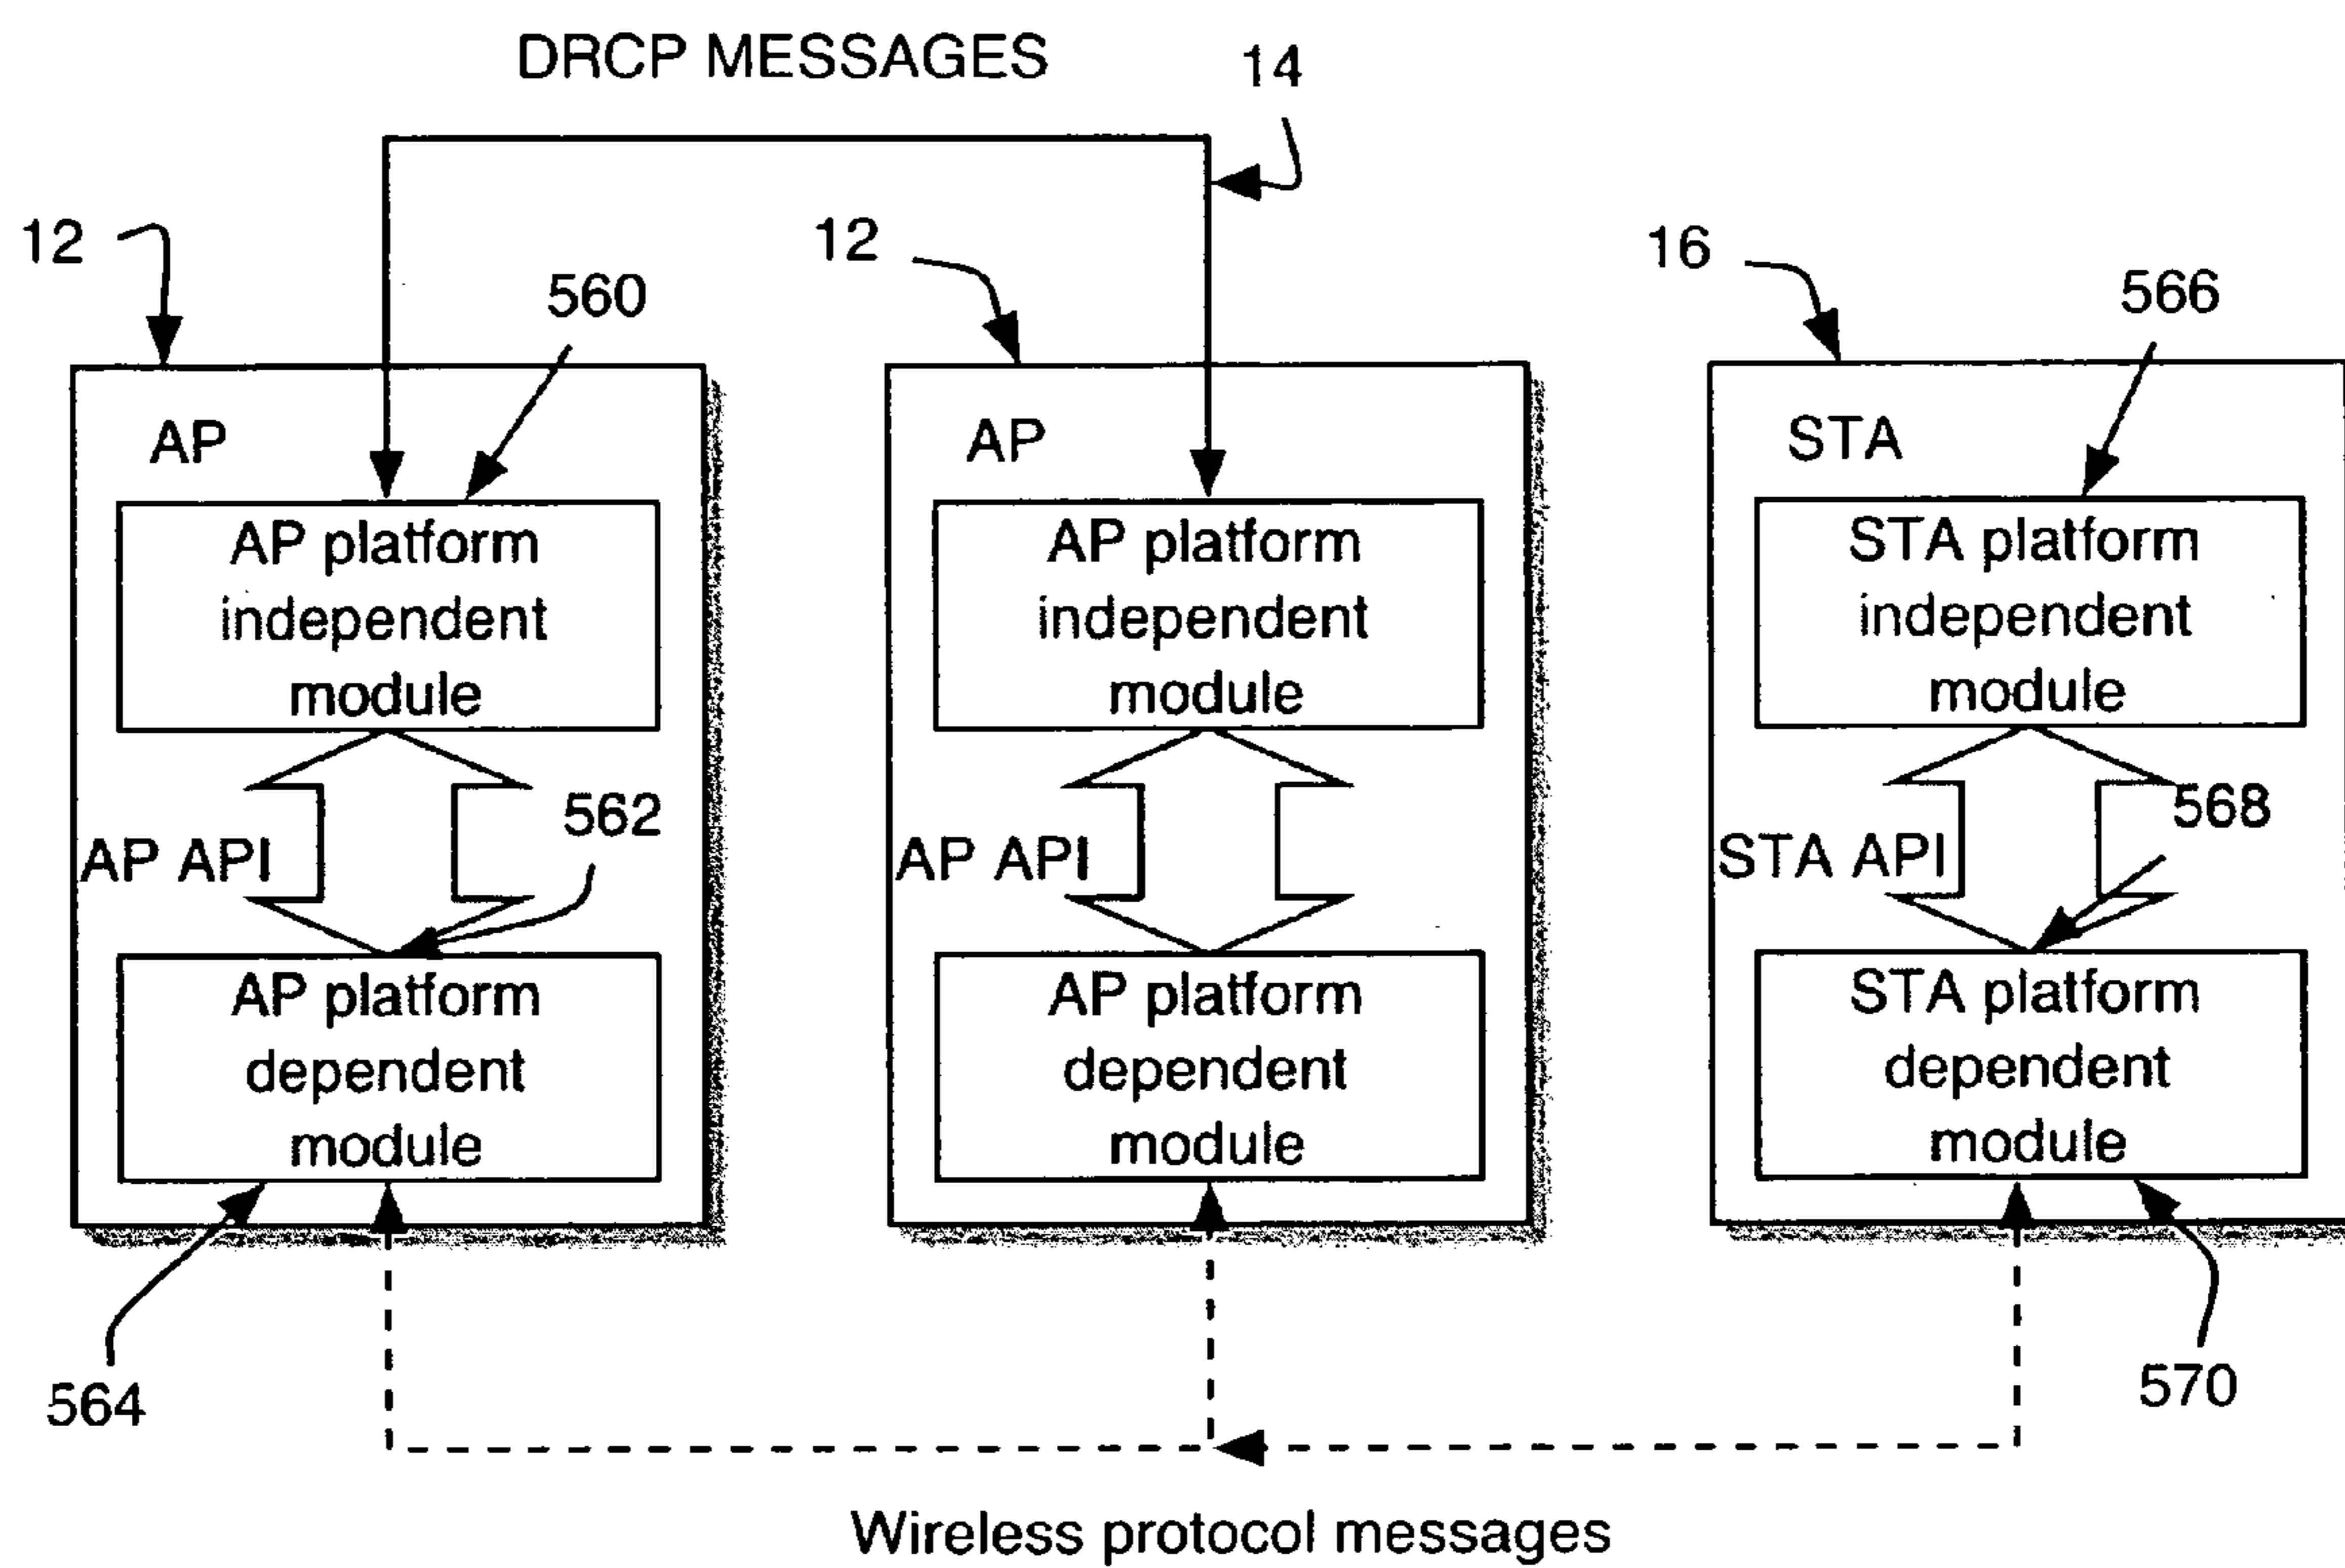 DRCP MESSAGES
14
12
12
16
560
566
AP
AP
STA
AP platform
independent
module
AP platform
independent
module
STA platform
independent
module
562
568
AP API
AP API
STA API
AP platform
dependent
module
AP platform
dependent
module
STA platform
dependent
module
564
570
Wireless protocol messages